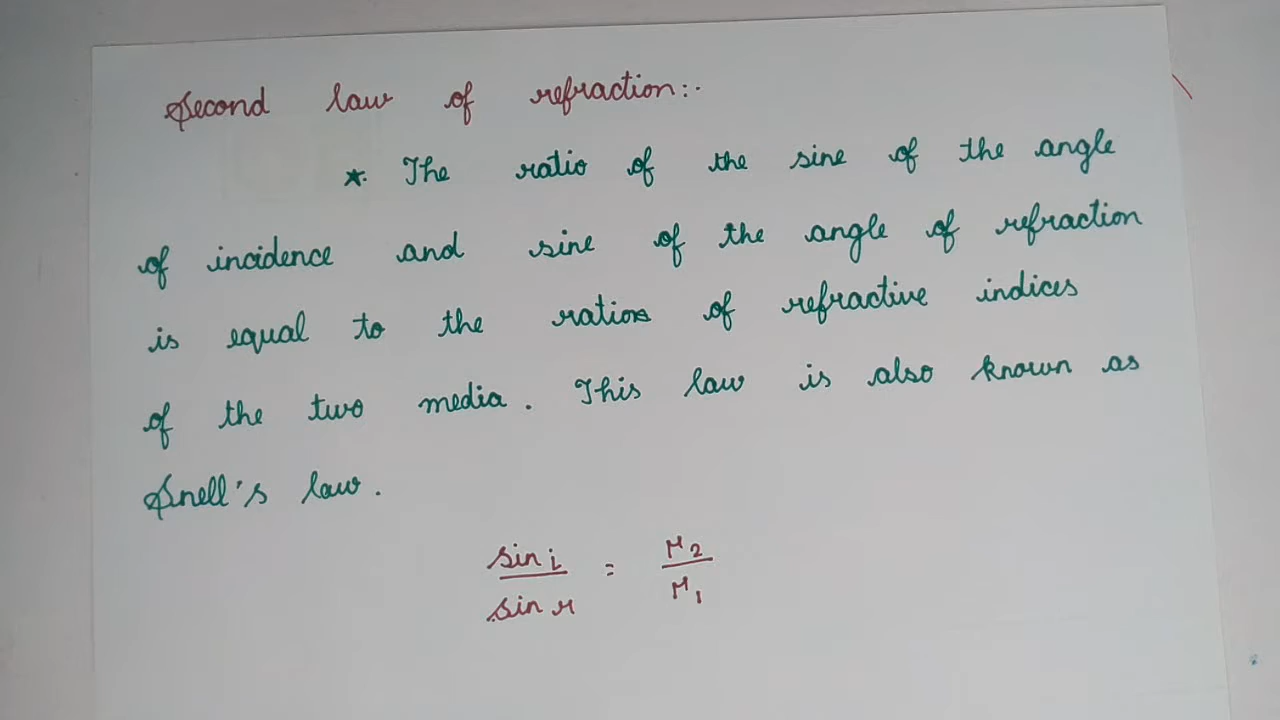 Second law of refraction:.
* The ratio of the sine of the angle
of incidence and sine of the angle of refraction
is equal to the ration of refractive indices
of the two media. This law is also known as
Snell's law.
sin i / sin r = μ₂ / μ₁